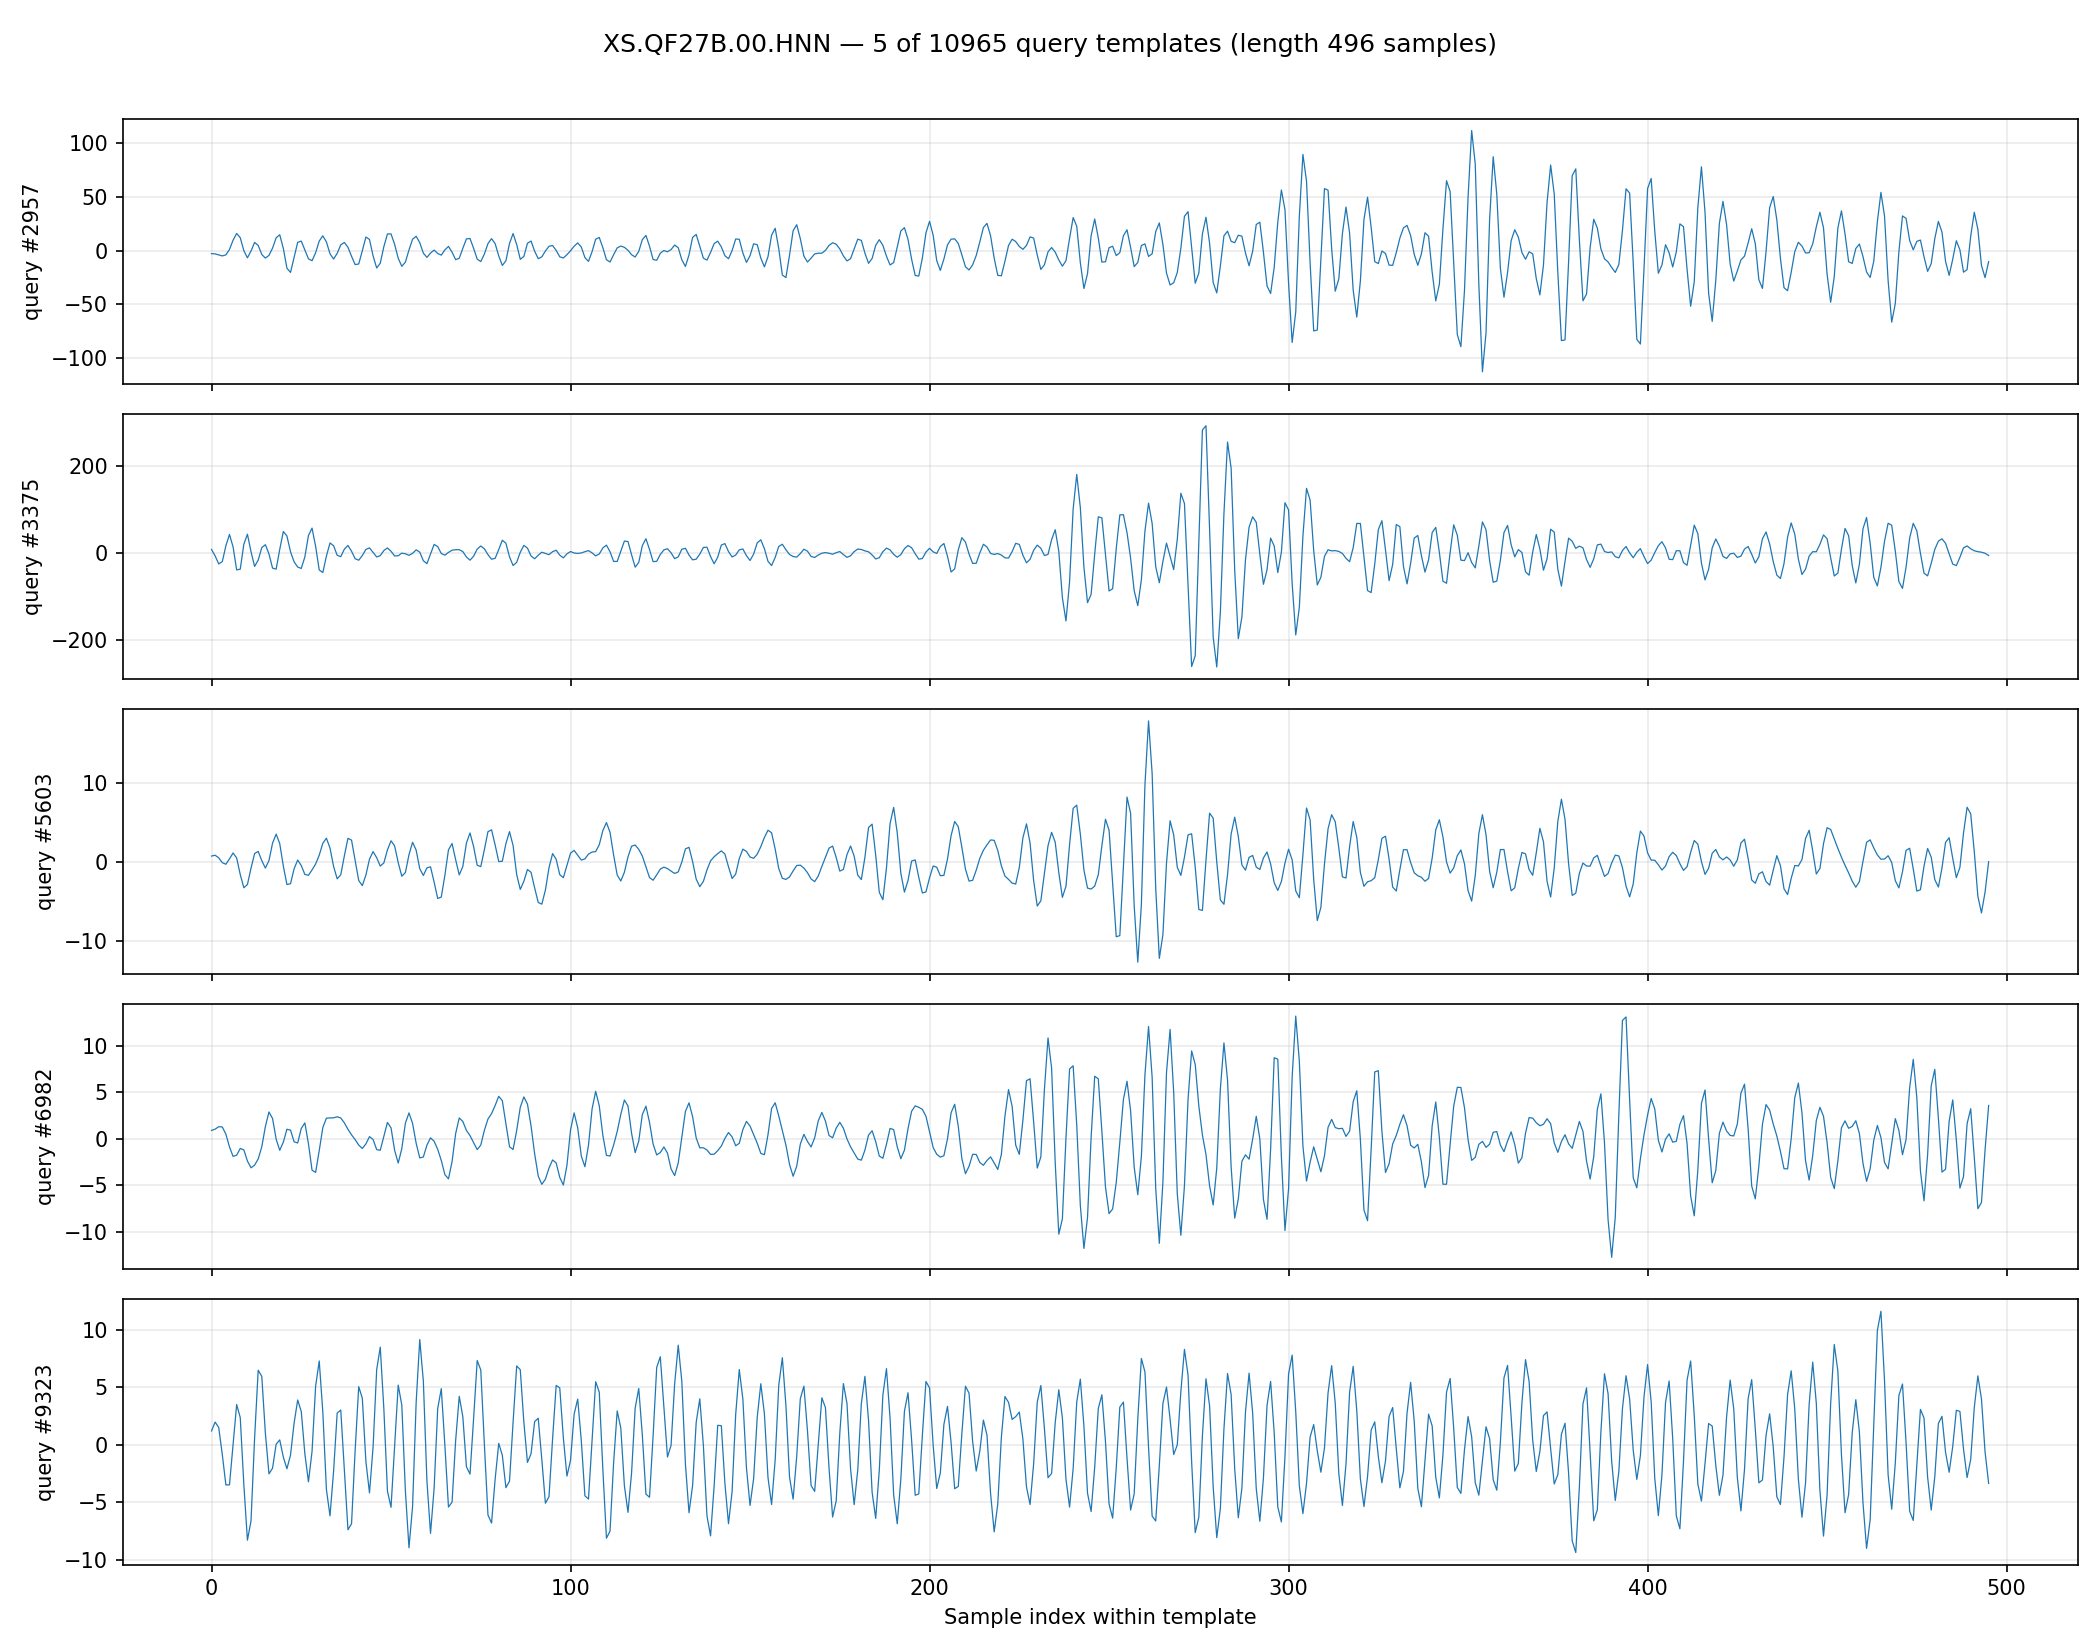 XS.QF27B.00.HNN — 5 of 10965 query templates (length 496 samples)
100
50
0
−50
−100
query #2957
200
0
−200
query #3375
10
0
−10
query #5603
10
5
0
−5
−10
query #6982
10
5
0
−5
−10
query #9323
0 100 200 300 400 500
Sample index within template